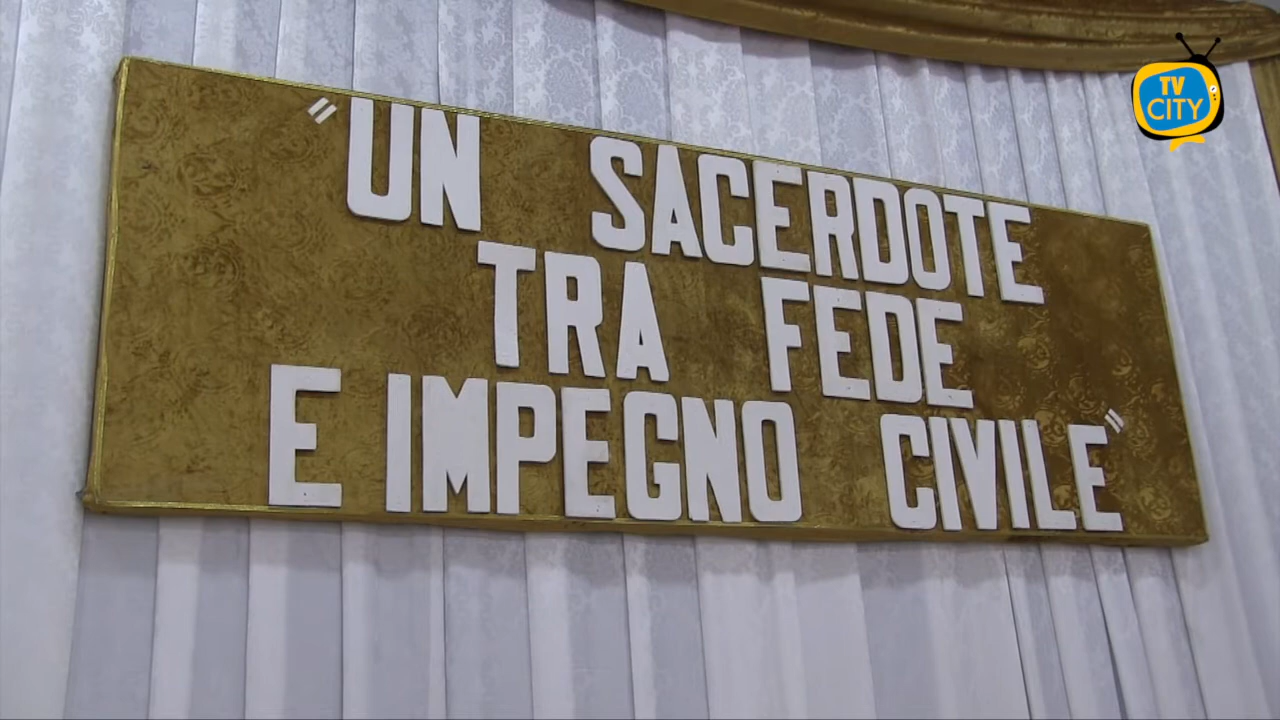 "UN SACERDOTE
TRA FEDE
E IMPEGNO CIVILE"
TV
CITY